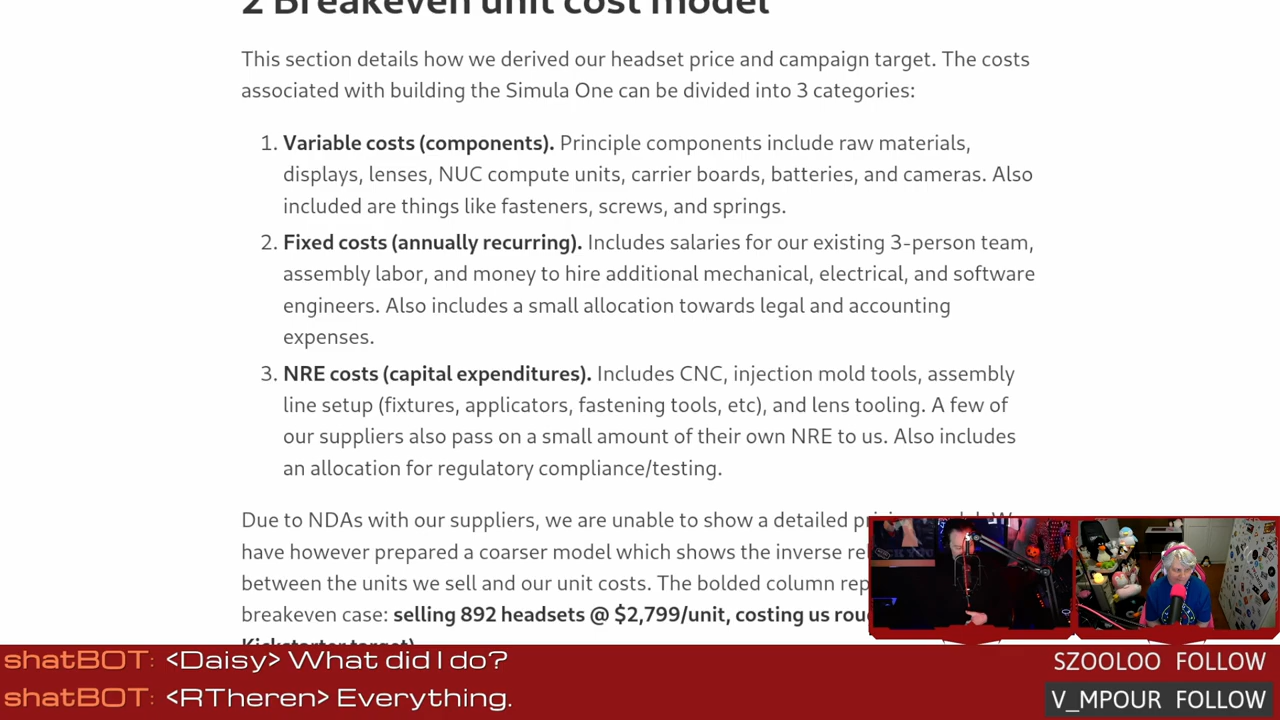 2 Breakeven unit cost model
This section details how we derived our headset price and campaign target. The costs
associated with building the Simula One can be divided into 3 categories:
1. Variable costs (components). Principle components include raw materials,
displays, lenses, NUC compute units, carrier boards, batteries, and cameras. Also
included are things like fasteners, screws, and springs.
2. Fixed costs (annually recurring). Includes salaries for our existing 3-person team,
assembly labor, and money to hire additional mechanical, electrical, and software
engineers. Also includes a small allocation towards legal and accounting
expenses.
3. NRE costs (capital expenditures). Includes CNC, injection mold tools, assembly
line setup (fixtures, applicators, fastening tools, etc), and lens tooling. A few of
our suppliers also pass on a small amount of their own NRE to us. Also includes
an allocation for regulatory compliance/testing.
Due to NDAs with our suppliers, we are unable to show a detailed
have however prepared a coarser model which shows the inverse
between the units we sell and our unit costs. The bolded column
breakeven case: selling 892 headsets @ $2,799/unit, costing us
Kickstarter target)
shatBOT: <Daisy> What did I do?
SZOOLOO FOLLOW
shatBOT: <RTheren> Everything.
V_MPOUR FOLLOW